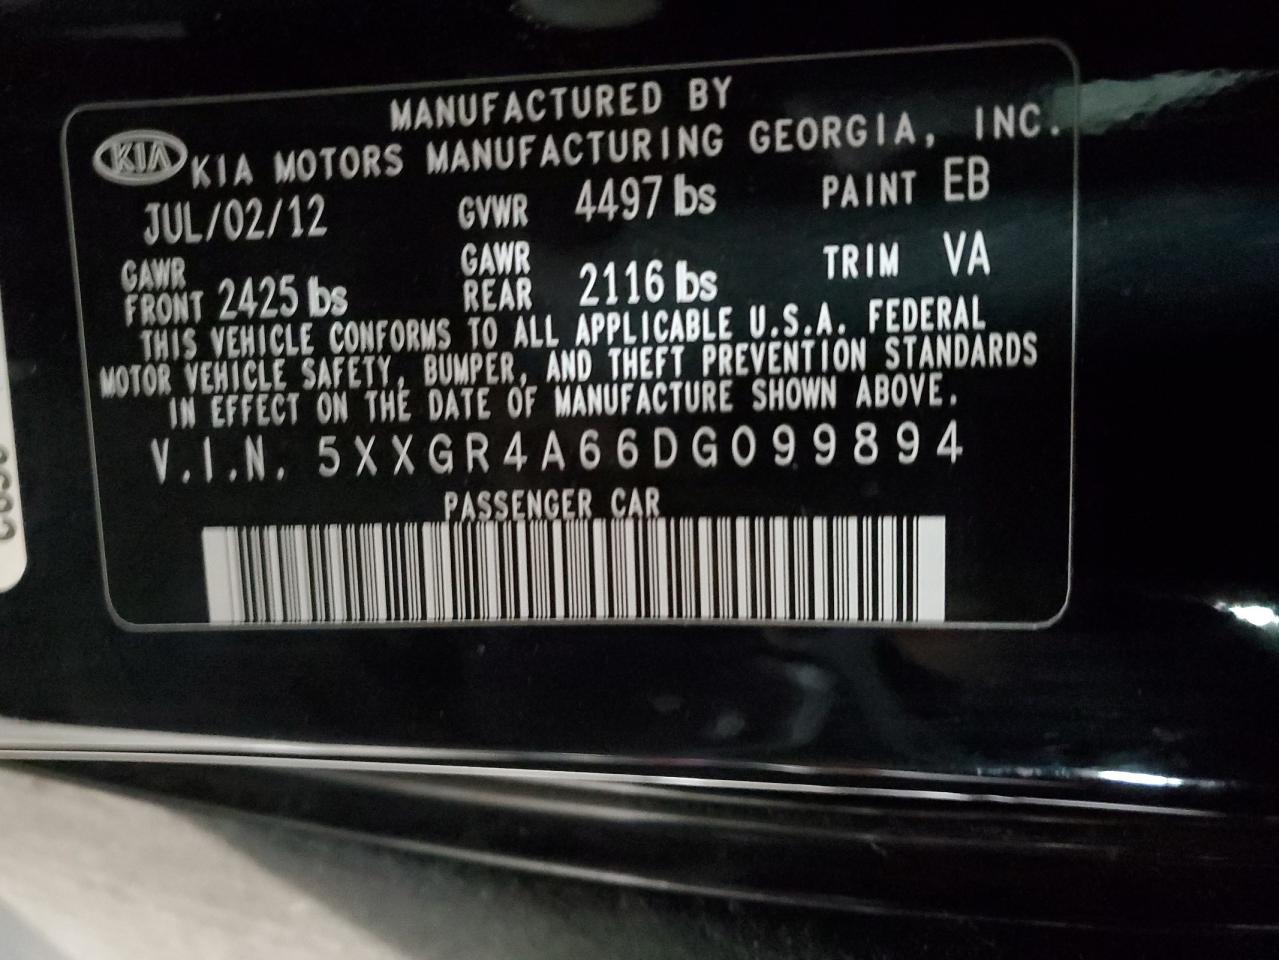 MANUFACTURED BY
KIA KIA MOTORS MANUFACTURING GEORGIA, INC.
JUL/02/12 GVWR 4497 lbs PAINT EB
GAWR FRONT 2425 lbs GAWR REAR 2116 lbs TRIM VA
THIS VEHICLE CONFORMS TO ALL APPLICABLE U.S.A. FEDERAL
MOTOR VEHICLE SAFETY, BUMPER, AND THEFT PREVENTION STANDARDS
IN EFFECT ON THE DATE OF MANUFACTURE SHOWN ABOVE.
V.I.N. 5XXGR4A66DG099894
PASSENGER CAR